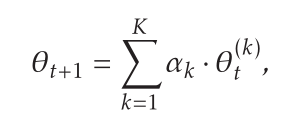 θ_{t+1} = \sum_{k=1}^{K} α_k · θ_t^{(k)},